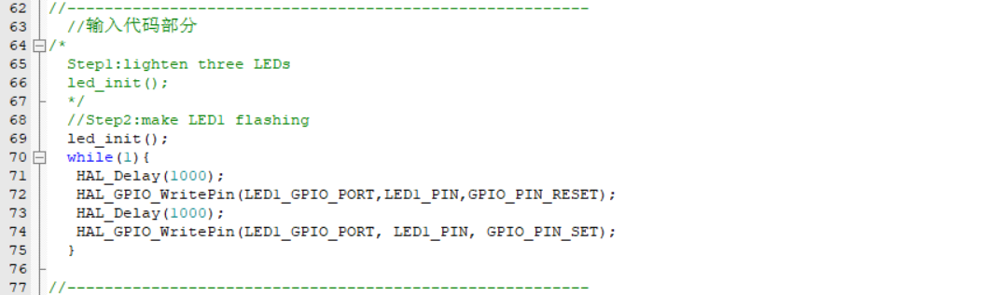 62 //--------------------------------------------------------
63 //输入代码部分
64 /*
65 Step1:lighten three LEDs
66 led_init();
67 */
68 //Step2:make LED1 flashing
69 led_init();
70 while(1){
71 HAL_Delay(1000);
72 HAL_GPIO_WritePin(LED1_GPIO_PORT,LED1_PIN,GPIO_PIN_RESET);
73 HAL_Delay(1000);
74 HAL_GPIO_WritePin(LED1_GPIO_PORT, LED1_PIN, GPIO_PIN_SET);
75 }
76
77 //--------------------------------------------------------